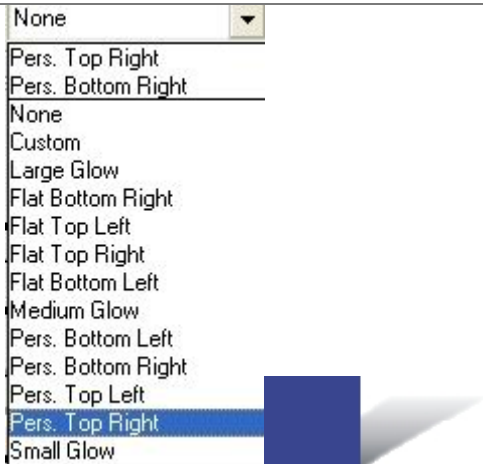 None
Pers. Top Right
Pers. Bottom Right
None
Custom
Large Glow
Flat Bottom Right
Flat Top Left
Flat Top Right
Flat Bottom Left
Medium Glow
Pers. Bottom Left
Pers. Bottom Right
Pers. Top Left
Pers. Top Right
Small Glow